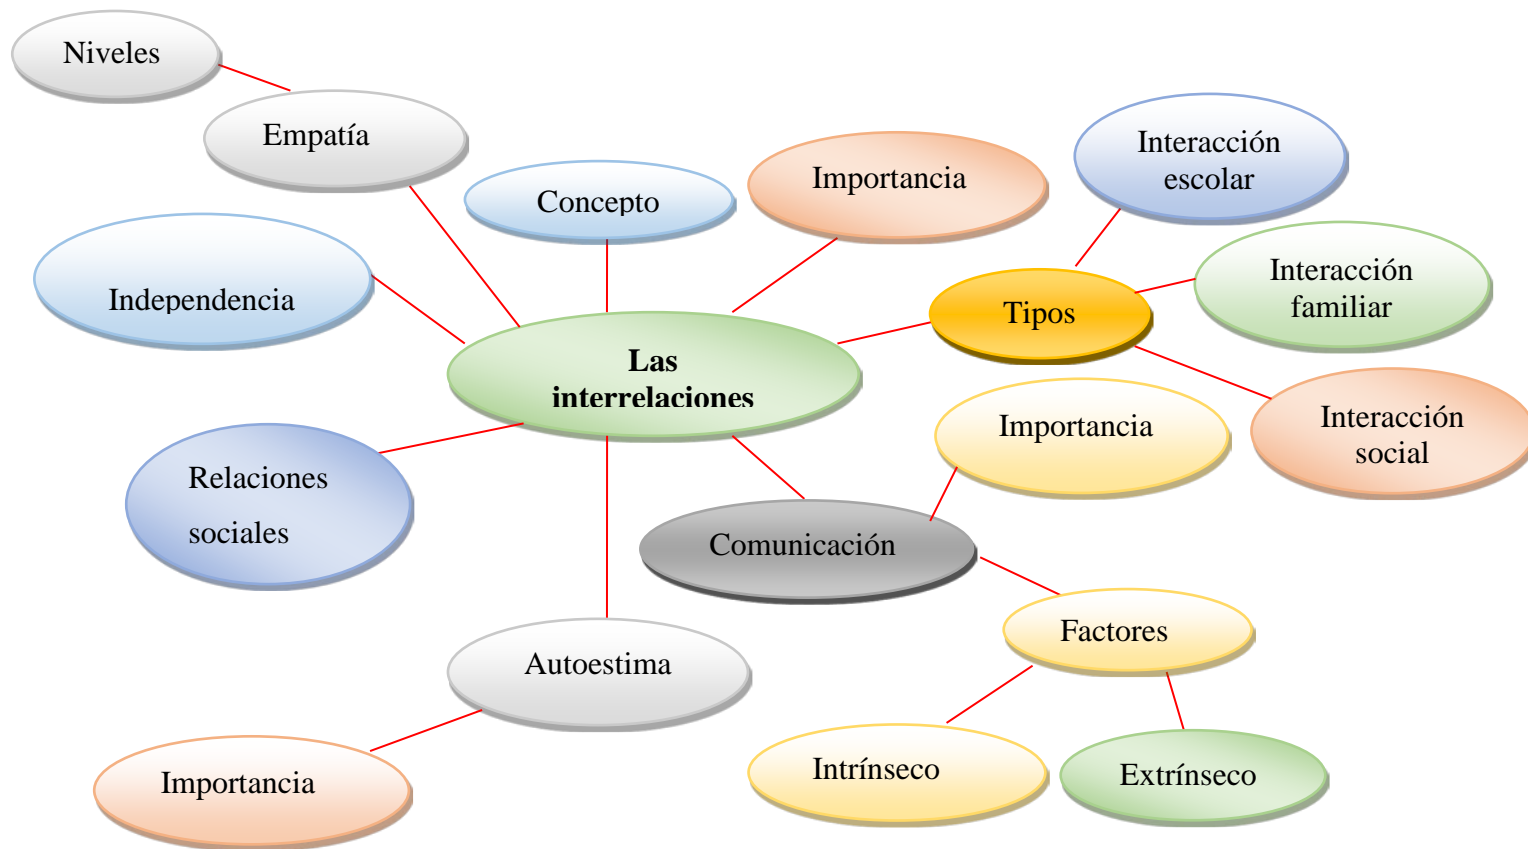 Niveles
Empatía
Interacción
escolar
Importancia
Concepto
Independencia
Interacción
familiar
Tipos
Las
interrelaciones
Interacción
social
Importancia
Relaciones
sociales
Comunicación
Factores
Autoestima
Intrínseco
Extrínseco
Importancia